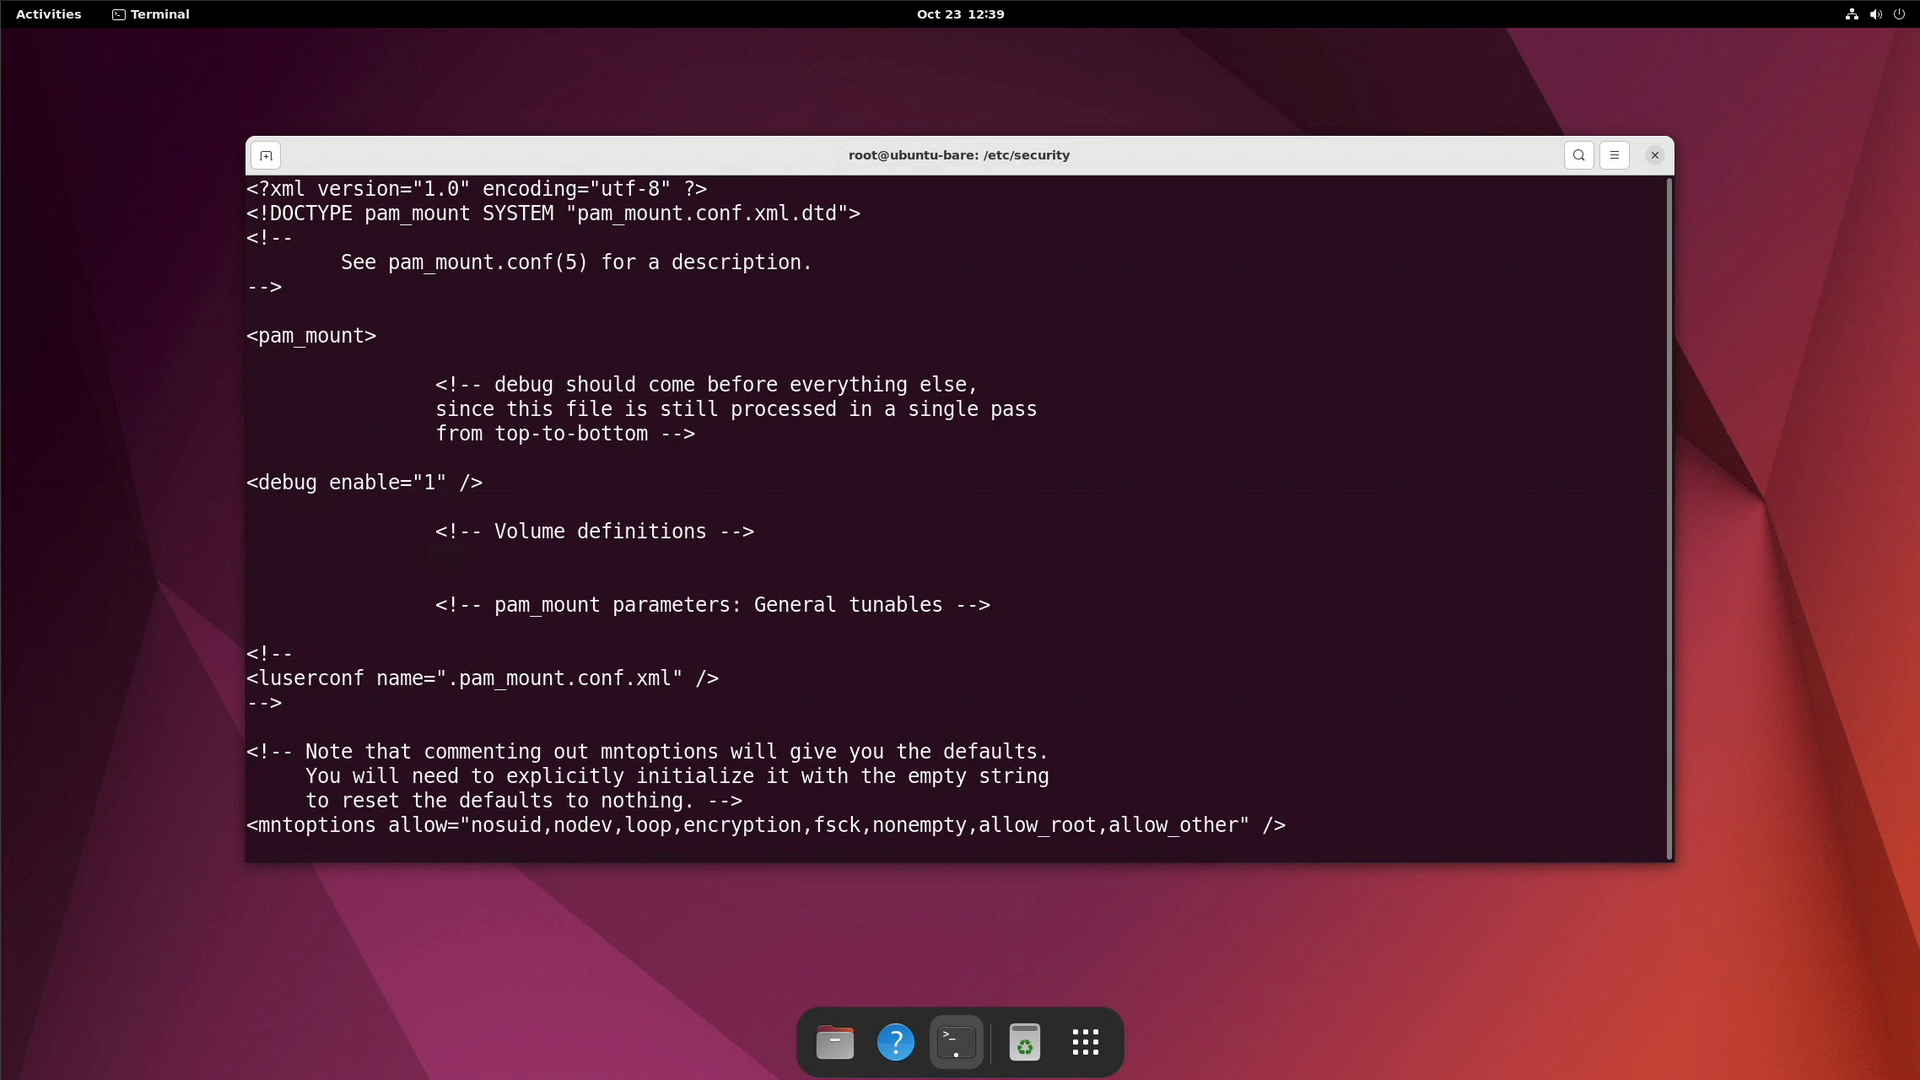 Activities
Terminal
Oct 23 12:39
root@ubuntu-bare: /etc/security
<?xml version="1.0" encoding="utf-8" ?>
<!DOCTYPE pam_mount SYSTEM "pam_mount.conf.xml.dtd">
<!--
        See pam_mount.conf(5) for a description.
-->
<pam_mount>
                <!-- debug should come before everything else,
                since this file is still processed in a single pass
                from top-to-bottom -->
<debug enable="1" />
                <!-- Volume definitions -->
                <!-- pam_mount parameters: General tunables -->
<!--
<luserconf name=".pam_mount.conf.xml" />
-->
<!-- Note that commenting out mntoptions will give you the defaults.
     You will need to explicitly initialize it with the empty string
     to reset the defaults to nothing. -->
<mntoptions allow="nosuid,nodev,loop,encryption,fsck,nonempty,allow_root,allow_other" />